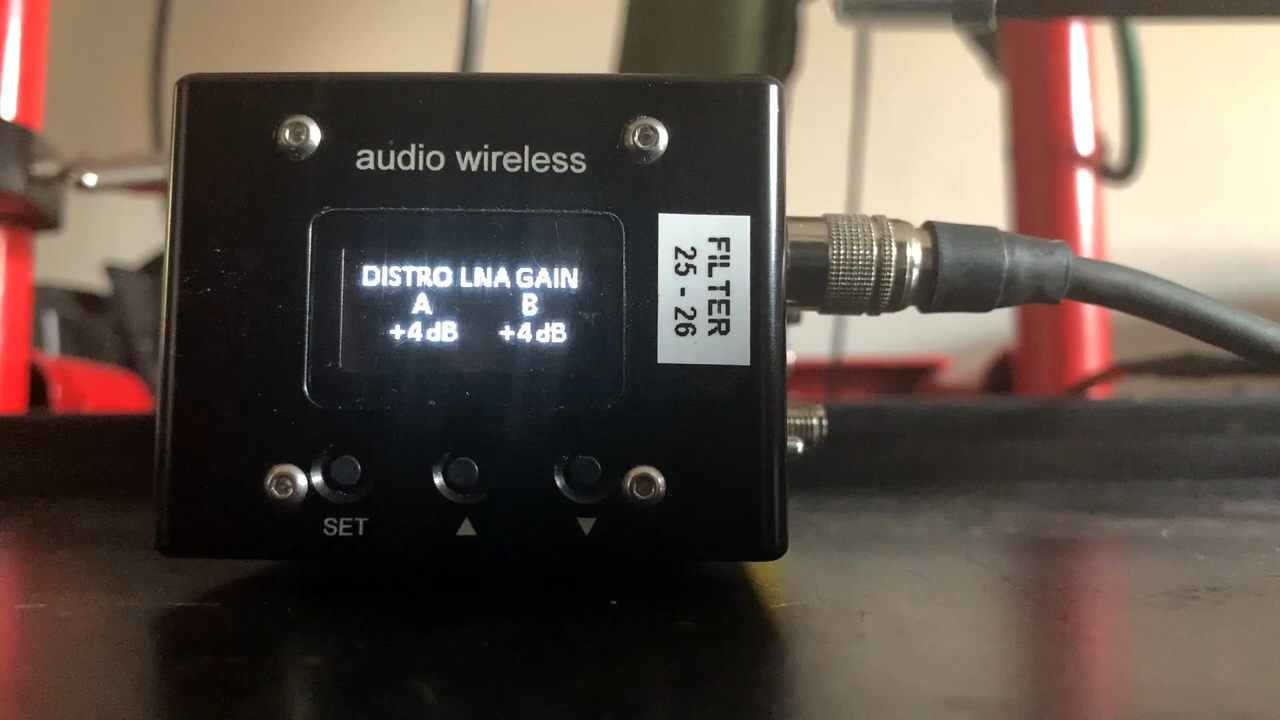 audio wireless
DISTRO LNA GAIN
A B
+4dB +4dB
FILTER
25 - 26
SET